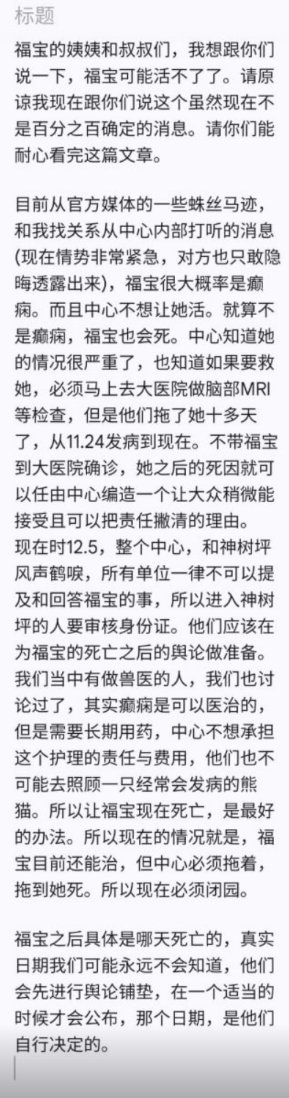 标题
福宝的姨姨和叔叔们，我想跟你们
说一下，福宝可能活不了了。请原
谅我现在跟你们说这个虽然现在不
是百分之百确定的消息。请你们能
耐心看完这篇文章。
目前从官方媒体的一些蛛丝马迹，
和我找关系从中心内部打听的消息
(现在情势非常紧急，对方也只敢隐
晦透露出来)，福宝很大概率是癫
痫。而且中心不想让她活。就算不
是癫痫，福宝也会死。中心知道她
的情况很严重了，也知道如果要救
她，必须马上去大医院做脑部MRI
等检查，但是他们拖了她十多天
了，从11.24发病到现在。不带福宝
到大医院确诊，她之后的死因就可
以任由中心编造一个让大众稍微能
接受且可以把责任撇清的理由。
现在时12.5，整个中心，和神树坪
风声鹤唳，所有单位一律不可以提
及和回答福宝的事，所以进入神树
坪的人要审核身份证。他们应该在
为福宝的死亡之后的舆论做准备。
我们当中有做兽医的人，我们也讨
论过了，其实癫痫是可以医治的，
但是需要长期用药，中心不想承担
这个护理的责任与费用，他们也不
可能去照顾一只经常会发病的熊
猫。所以让福宝现在死亡，是最好
的办法。所以现在的情况就是，福
宝目前还能治，但中心必须拖着，
拖到她死。所以现在必须闭园。
福宝之后具体是哪天死亡的，真实
日期我们可能永远不会知道，他们
会先进行舆论铺垫，在一个适当的
时候才会公布，那个日期，是他们
自行决定的。